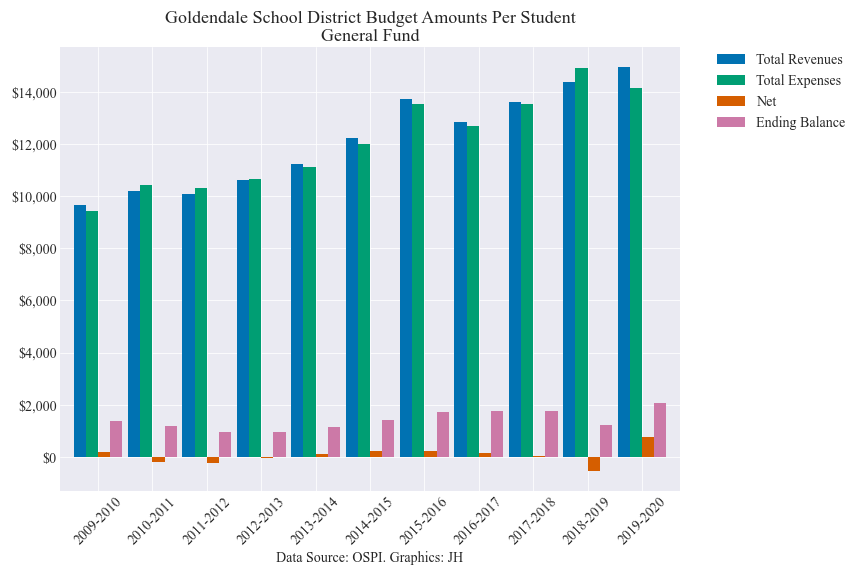 Goldendale School District Budget Amounts Per Student
General Fund
Total Revenues
Total Expenses
Net
Ending Balance
$14,000
$12,000
$10,000
$8,000
$6,000
$4,000
$2,000
$0
2009-2010
2010-2011
2011-2012
2012-2013
2013-2014
2014-2015
2015-2016
2016-2017
2017-2018
2018-2019
2019-2020
Data Source: OSPI. Graphics: JH